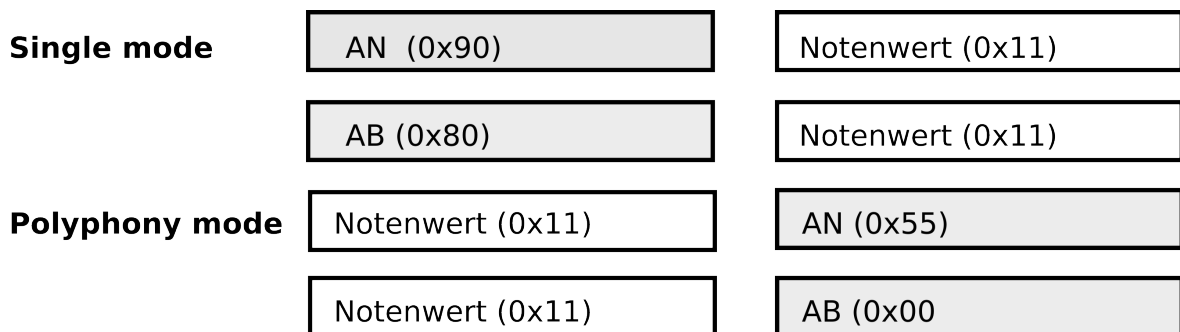 Single mode AN (0x90) Notenwert (0x11)
AB (0x80) Notenwert (0x11)
Polyphony mode Notenwert (0x11) AN (0x55)
Notenwert (0x11) AB (0x00